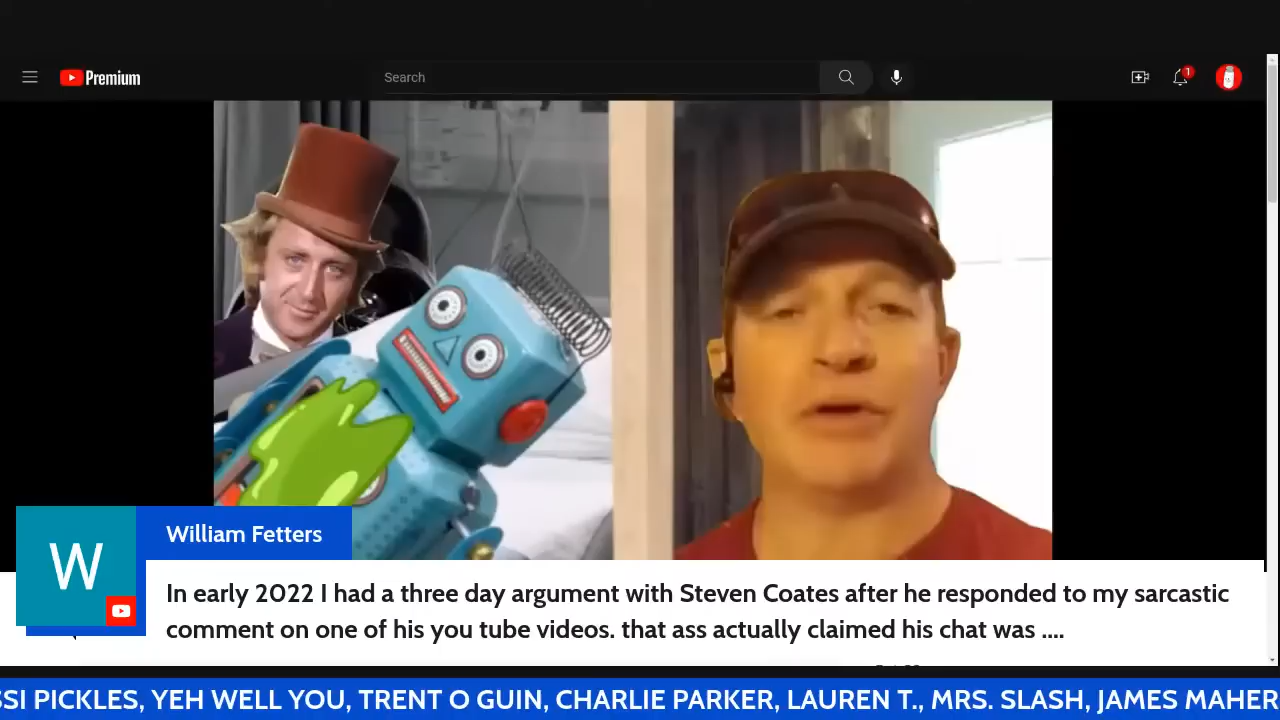 Premium
Search
1
William Fetters
W
In early 2022 I had a three day argument with Steven Coates after he responded to my sarcastic
comment on one of his you tube videos. that ass actually claimed his chat was ....
SSI PICKLES, YEH WELL YOU, TRENT O GUIN, CHARLIE PARKER, LAUREN T., MRS. SLASH, JAMES MAHER